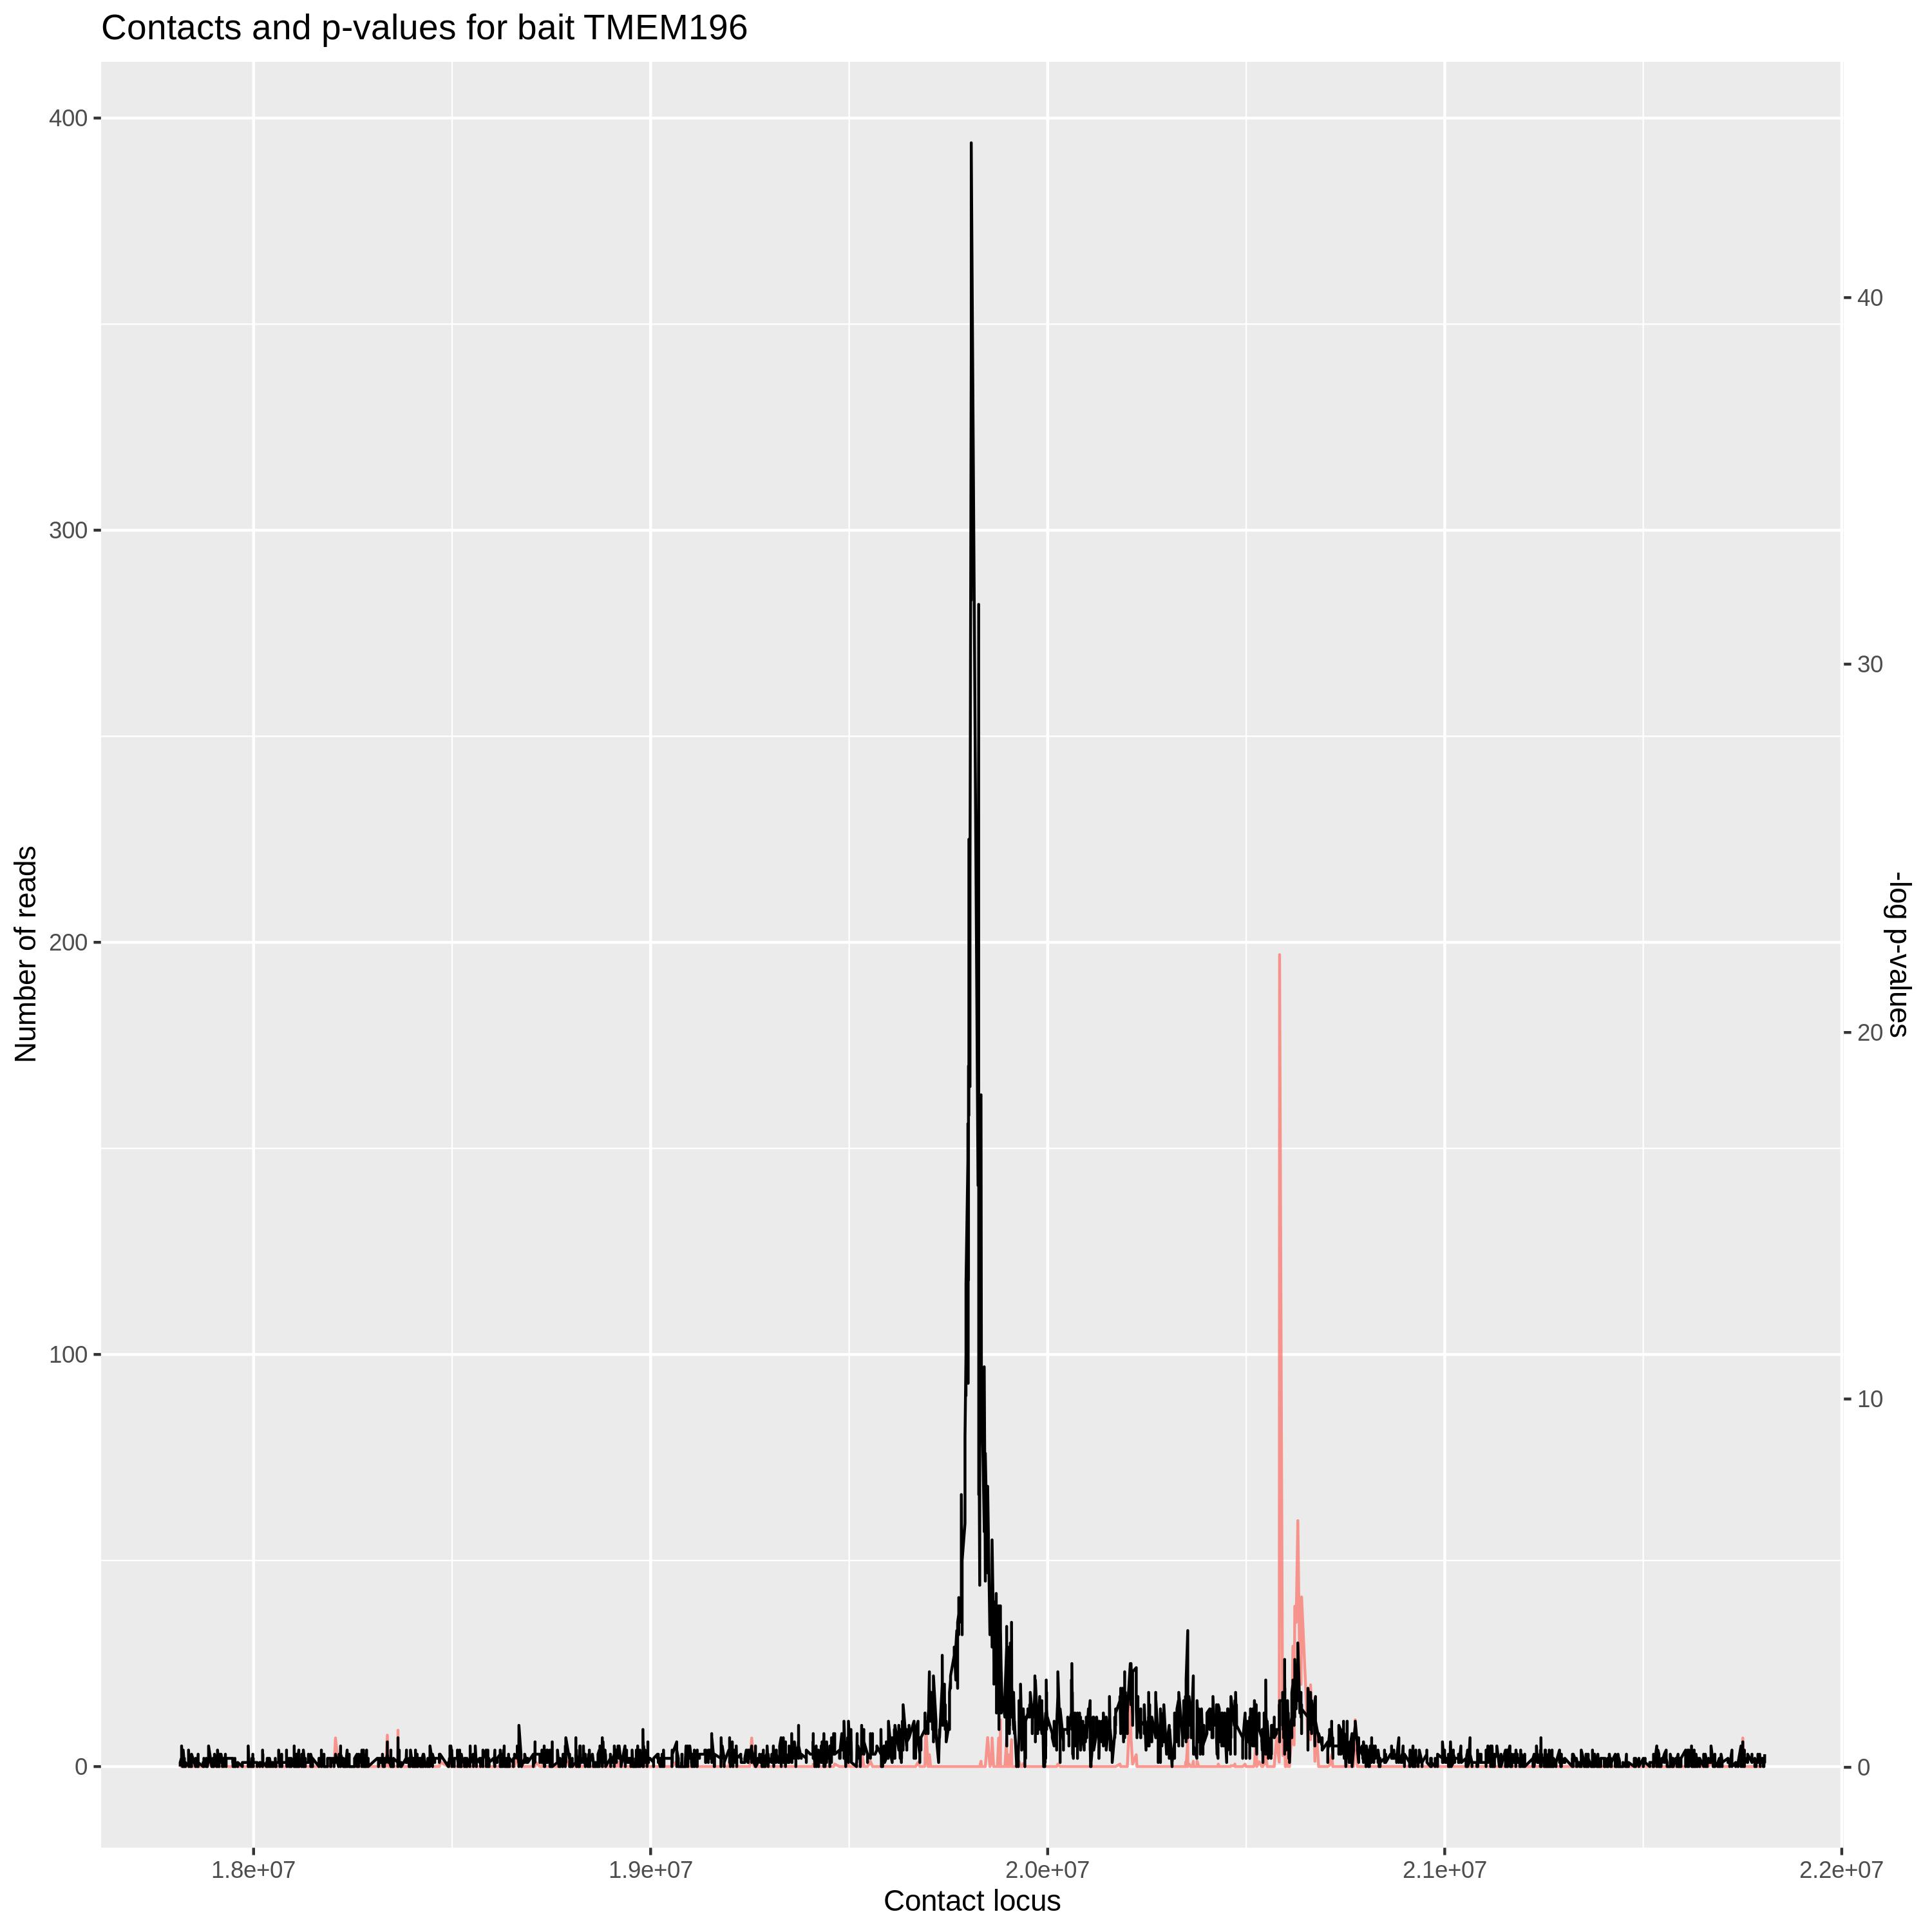 Contacts and p-values for bait TMEM196
400
300
200
100
0
Number of reads
40
30
20
10
0
-log p-values
1.8e+07 1.9e+07 2.0e+07 2.1e+07 2.2e+07
Contact locus